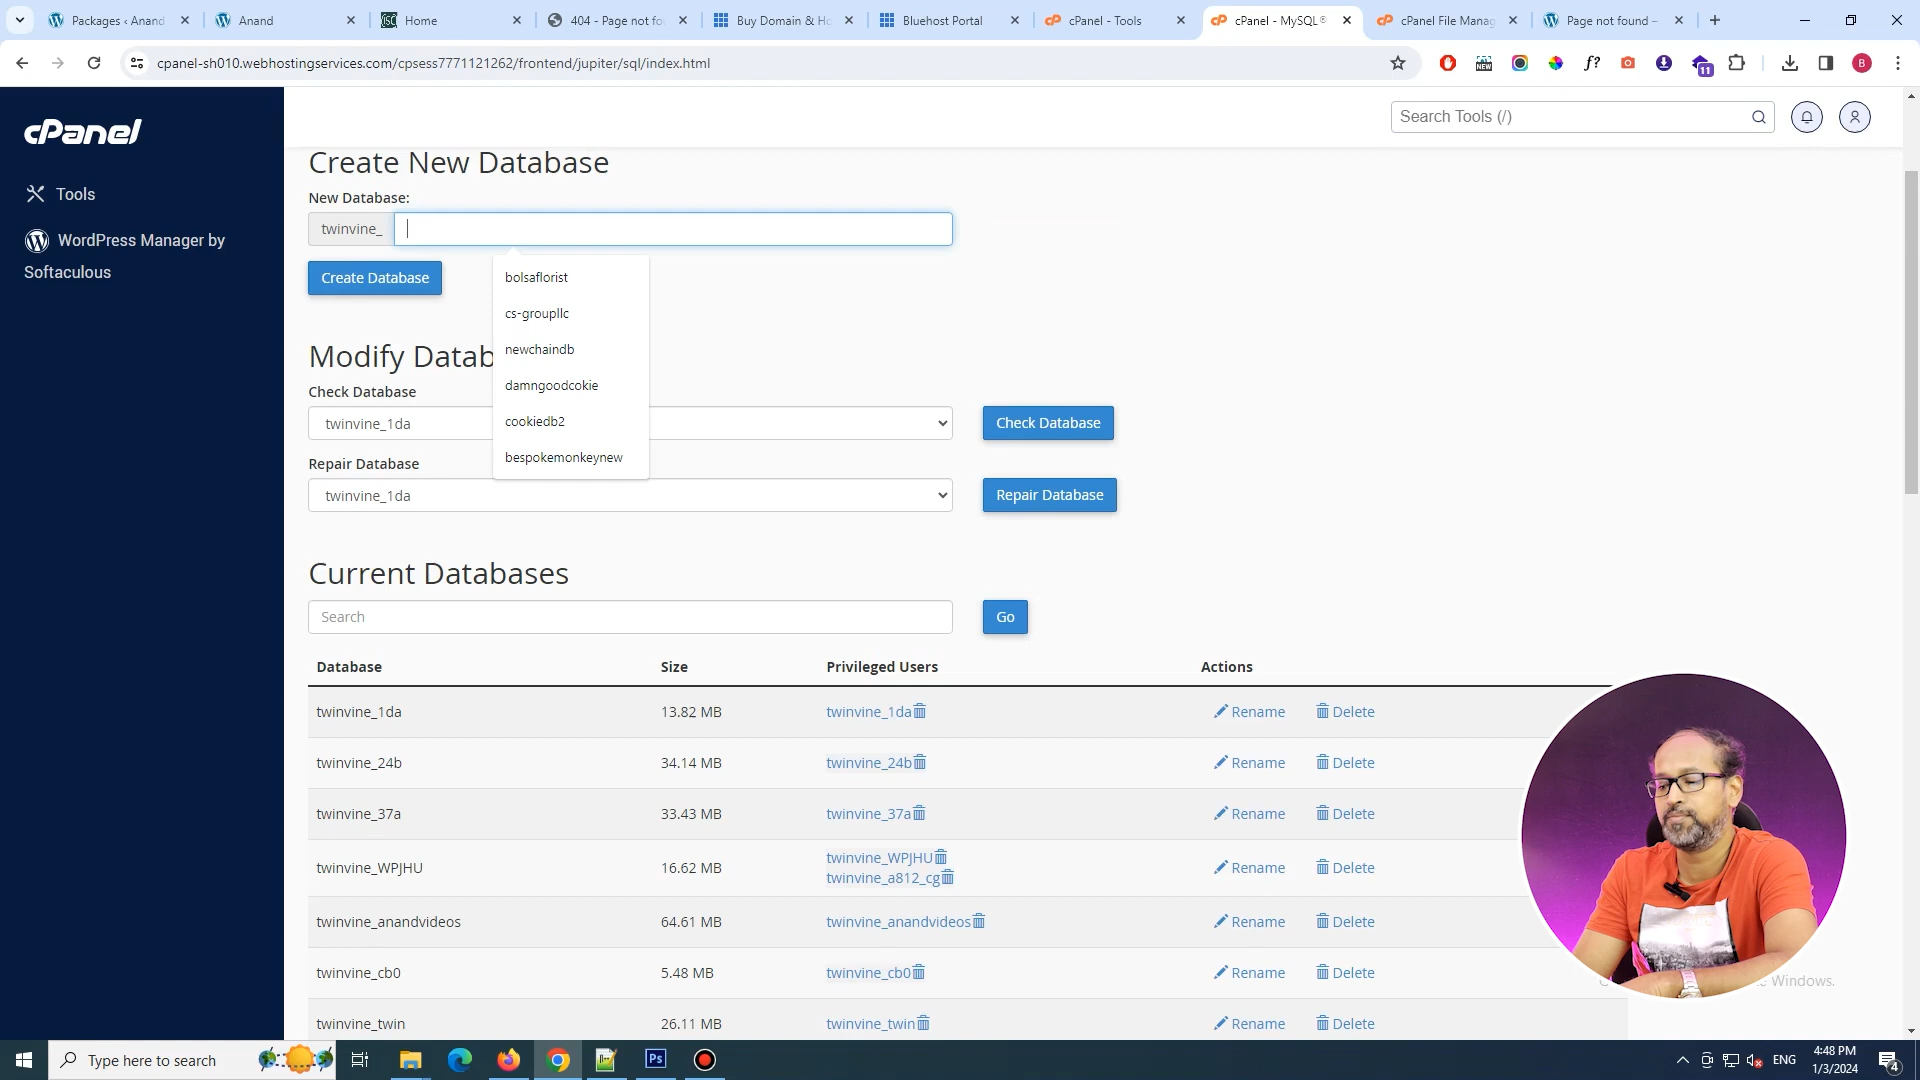 Packages ‹ Anand
Anand
Home
404 - Page not fou
Buy Domain & Ho
Bluehost Portal
cPanel - Tools
cPanel - MySQL®
cPanel File Manag
Page not found –
cpanel-sh010.webhostingservices.com/cpsess7771121262/frontend/jupiter/sql/index.html
NEW
f?
11
B
cPanel
Search Tools (/)
Tools
WordPress Manager by
Softaculous
Create New Database
New Database:
twinvine_
Create Database
bolsaflorist
cs-groupllc
newchaindb
damngoodcokie
cookiedb2
bespokemonkeynew
Modify Datab
Check Database
twinvine_1da
Check Database
Repair Database
twinvine_1da
Repair Database
Current Databases
Search
Go
Database Size Privileged Users Actions
twinvine_1da 13.82 MB twinvine_1da Rename Delete
twinvine_24b 34.14 MB twinvine_24b Rename Delete
twinvine_37a 33.43 MB twinvine_37a Rename Delete
twinvine_WPJHU 16.62 MB twinvine_WPJHU Rename Delete
twinvine_a812_cg
twinvine_anandvideos 64.61 MB twinvine_anandvideos Rename Delete
twinvine_cb0 5.48 MB twinvine_cb0 Rename Delete
Windows.
twinvine_twin 26.11 MB twinvine_twin Rename Delete
Type here to search
Ps
ENG
4:48 PM
1/3/2024
4